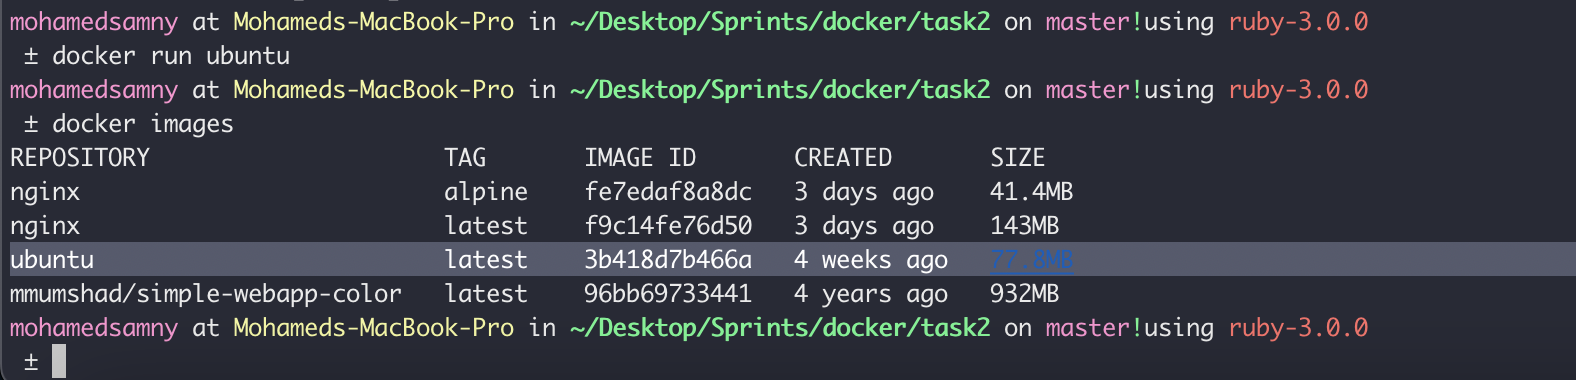 mohamedsamny at Mohameds-MacBook-Pro in ~/Desktop/Sprints/docker/task2 on master!using ruby-3.0.0
± docker run ubuntu
mohamedsamny at Mohameds-MacBook-Pro in ~/Desktop/Sprints/docker/task2 on master!using ruby-3.0.0
± docker images
REPOSITORY TAG IMAGE ID CREATED SIZE
nginx alpine fe7edaf8a8dc 3 days ago 41.4MB
nginx latest f9c14fe76d50 3 days ago 143MB
ubuntu latest 3b418d7b466a 4 weeks ago 77.8MB
mmumshad/simple-webapp-color latest 96bb69733441 4 years ago 932MB
mohamedsamny at Mohameds-MacBook-Pro in ~/Desktop/Sprints/docker/task2 on master!using ruby-3.0.0
±